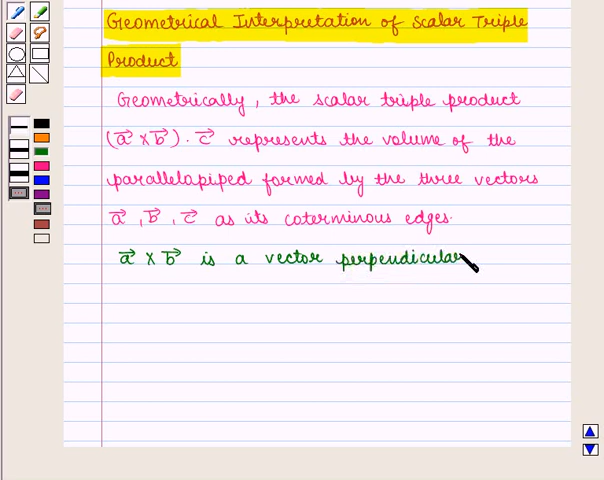 Geometrical Interpretation of Scalar Triple
Product
Geometrically, the scalar triple product
(a⃗ × b⃗) · c⃗ represents the volume of the
parallelopiped formed by the three vectors
a⃗, b⃗, c⃗ as its coterminous edges.
a⃗ × b⃗ is a vector perpendicular